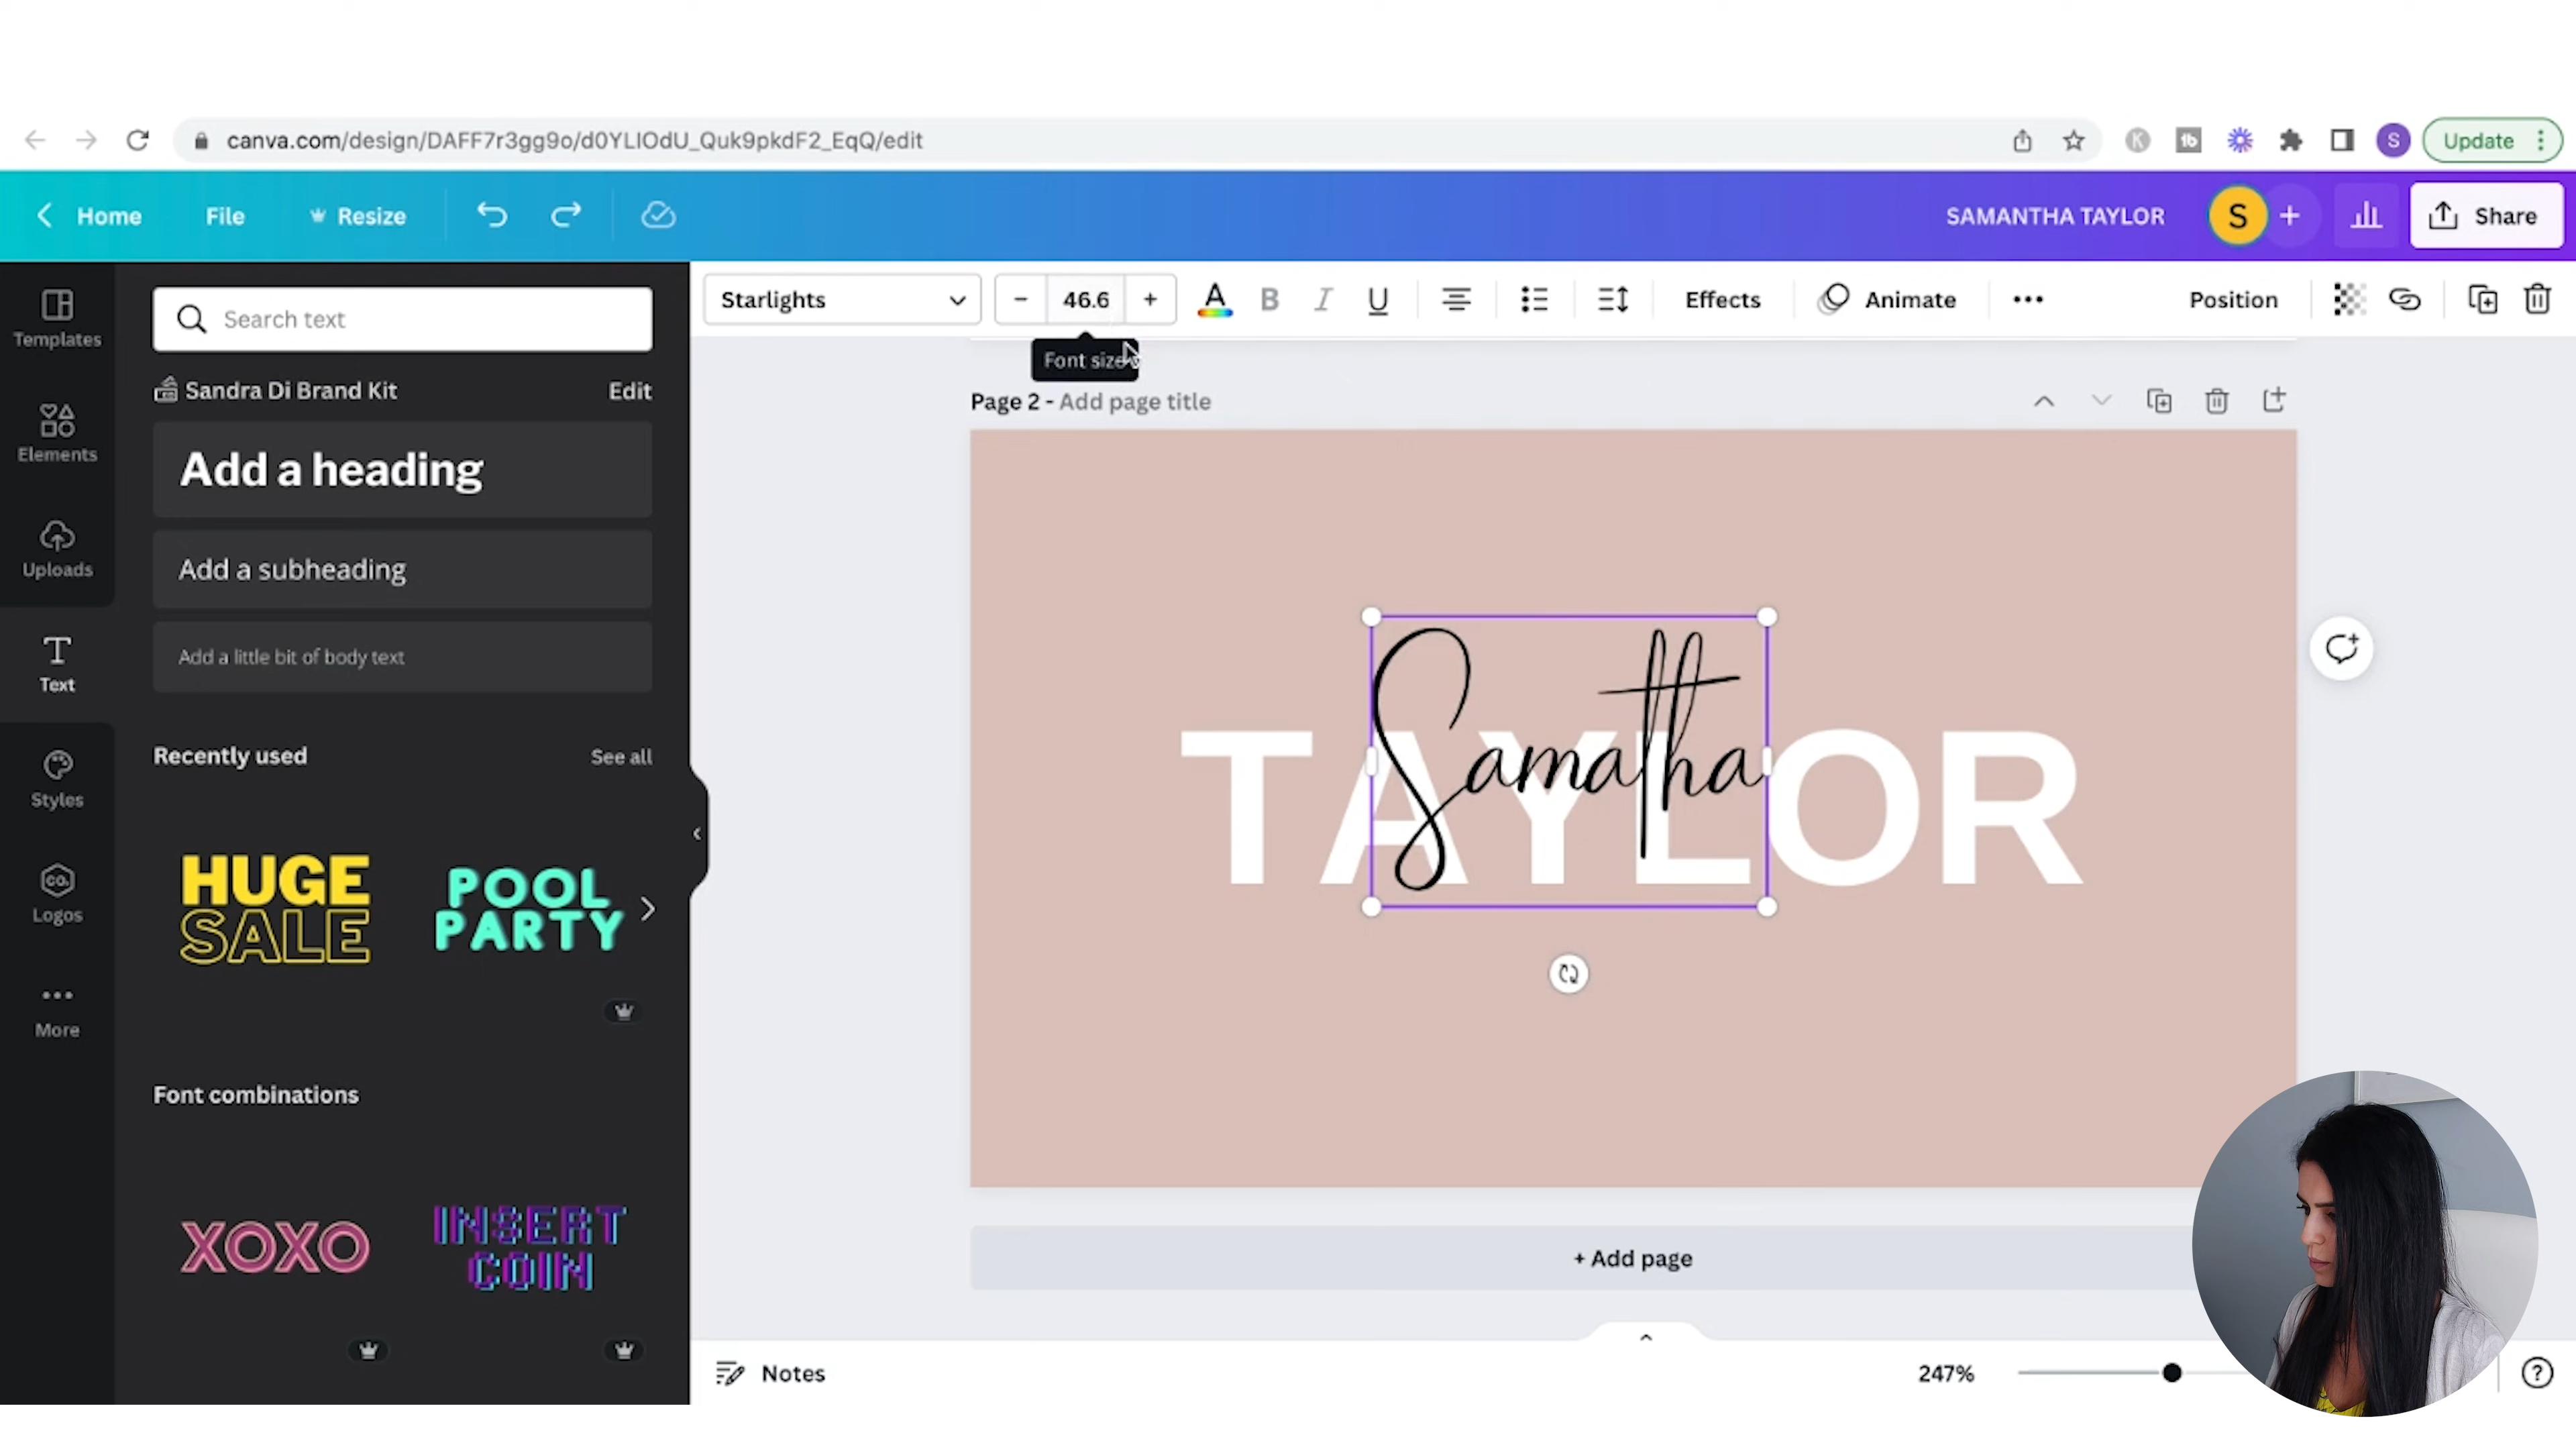 canva.com/design/DAFF7r3gg9o/d0YLIOdU_Quk9pkdF2_EqQ/edit
S
Update
Home
File
Resize
SAMANTHA TAYLOR
S
Share
Starlights
46.6
A
B
I
U
Effects
Animate
Position
Font size
Templates
Elements
Uploads
Text
Styles
Logos
More
Search text
Sandra Di Brand Kit
Edit
Add a heading
Add a subheading
Add a little bit of body text
Recently used
See all
HUGE
SALE
POOL
PARTY
Font combinations
XOXO
INSERT
COIN
Page 2 - Add page title
Samatha
TAYLOR
+ Add page
Notes
247%